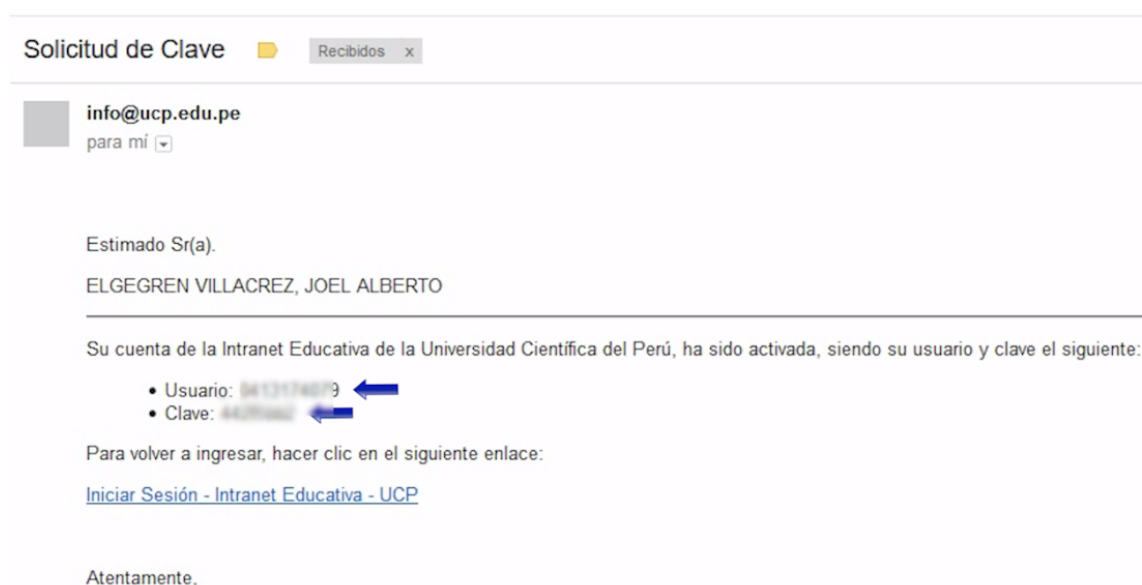 Solicitud de Clave
Recibidos x
info@ucp.edu.pe
para mí
Estimado Sr(a).
ELGEGREN VILLACREZ, JOEL ALBERTO
Su cuenta de la Intranet Educativa de la Universidad Científica del Perú, ha sido activada, siendo su usuario y clave el siguiente:
• Usuario:
• Clave:
Para volver a ingresar, hacer clic en el siguiente enlace:
Iniciar Sesión - Intranet Educativa - UCP
Atentamente,